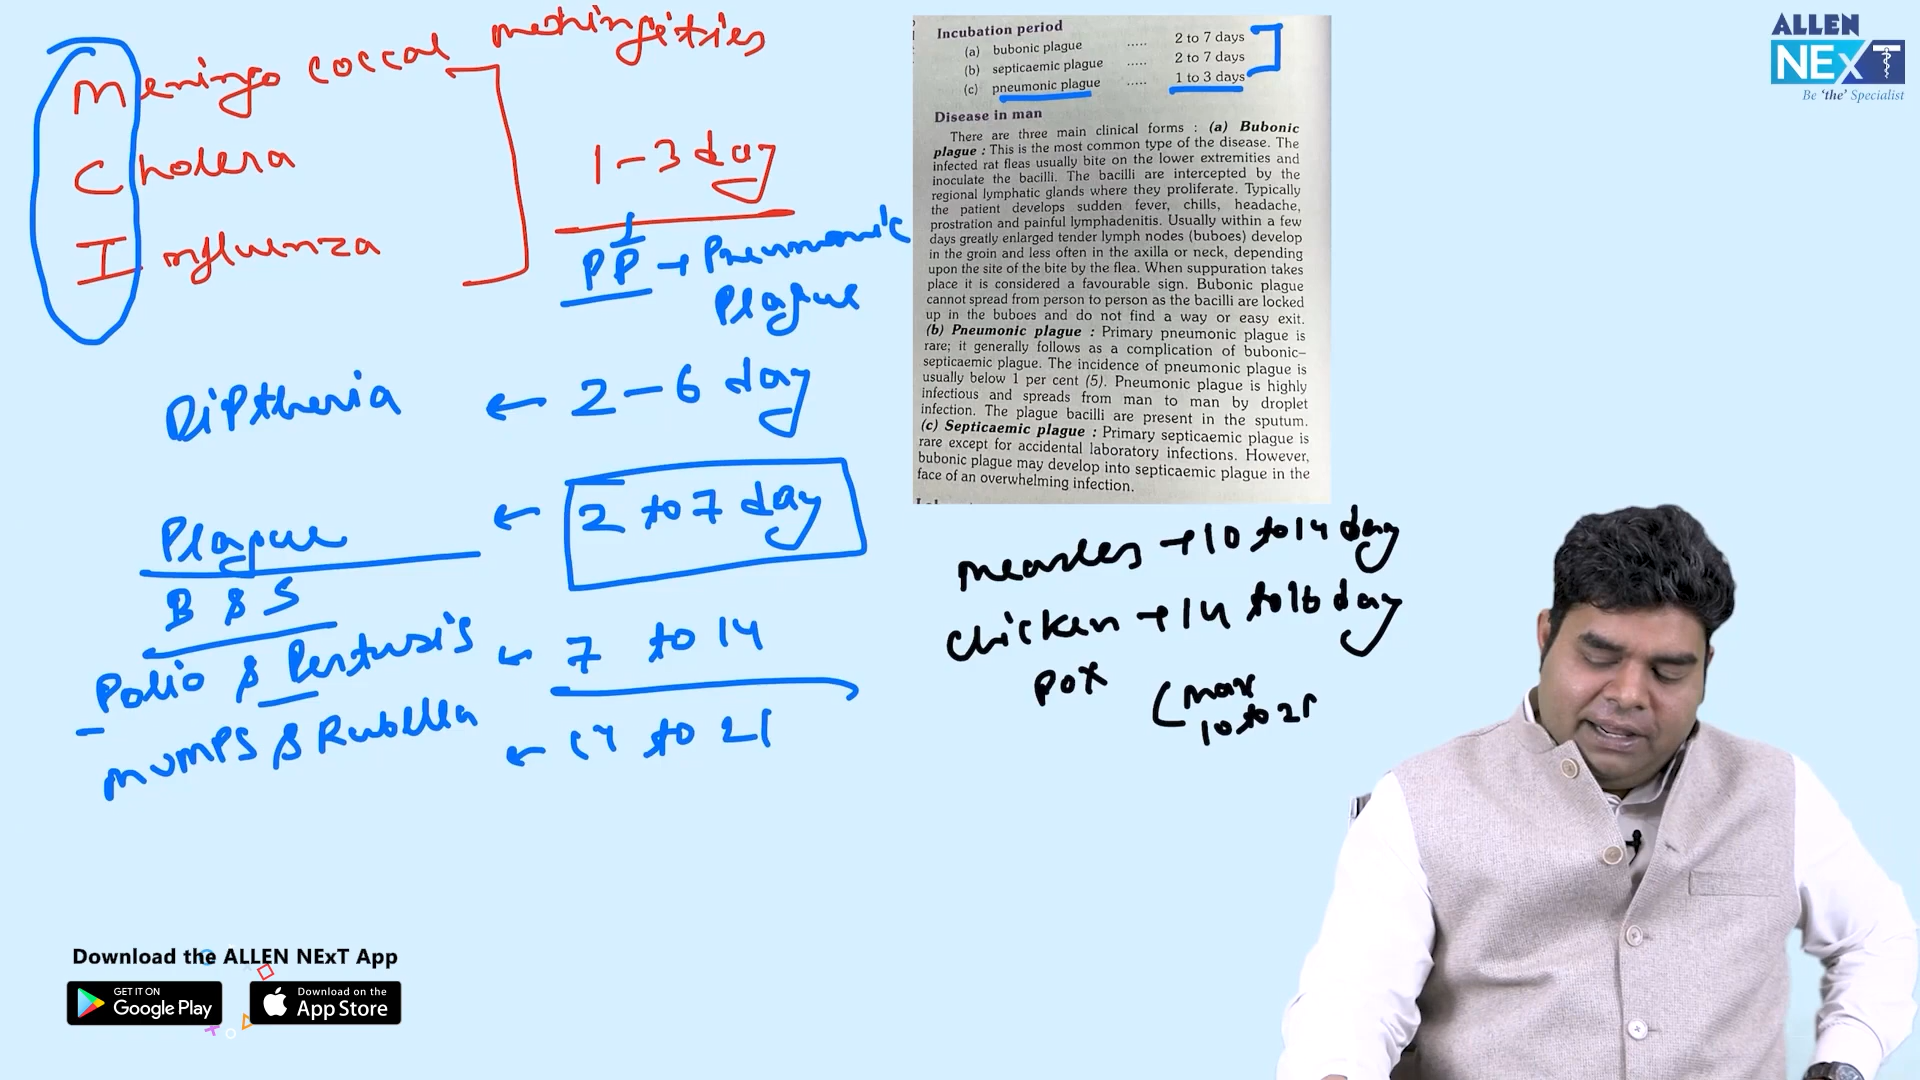 Meningo coccal meningities
Cholera
Influenza
1-3 day
PP → Pneumonic
Plague
Diptheria ← 2-6 day
Plague ← 2 to 7 day
B & S
Polio & Pertusis ← 7 to 14
mumps & Rubella ← 14 to 21
Incubation period
(a) bubonic plague ..... 2 to 7 days
(b) septicaemic plague ..... 2 to 7 days
(c) pneumonic plague ..... 1 to 3 days
Disease in man
There are three main clinical forms : (a) Bubonic
plague : This is the most common type of the disease. The
infected rat fleas usually bite on the lower extremities and
inoculate the bacilli. The bacilli are intercepted by the
regional lymphatic glands where they proliferate. Typically
the patient develops sudden fever, chills, headache,
prostration and painful lymphadenitis. Usually within a few
days greatly enlarged tender lymph nodes (buboes) develop
in the groin and less often in the axilla or neck, depending
upon the site of the bite by the flea. When suppuration takes
place it is considered a favourable sign. Bubonic plague
cannot spread from person to person as the bacilli are locked
up in the buboes and do not find a way or easy exit.
(b) Pneumonic plague : Primary pneumonic plague is
rare; it generally follows as a complication of bubonic–
septicaemic plague. The incidence of pneumonic plague is
usually below 1 per cent (5). Pneumonic plague is highly
infectious and spreads from man to man by droplet
infection. The plague bacilli are present in the sputum.
(c) Septicaemic plague : Primary septicaemic plague is
rare except for accidental laboratory infections. However,
bubonic plague may develop into septicaemic plague in the
face of an overwhelming infection.
measles → 10 to 14 day
chicken → 14 to 16 day
pox
(max
10 to 21
ALLEN
NExT
Be 'the' Specialist
Download the ALLEN NExT App
GET IT ON
Google Play
Download on the
App Store